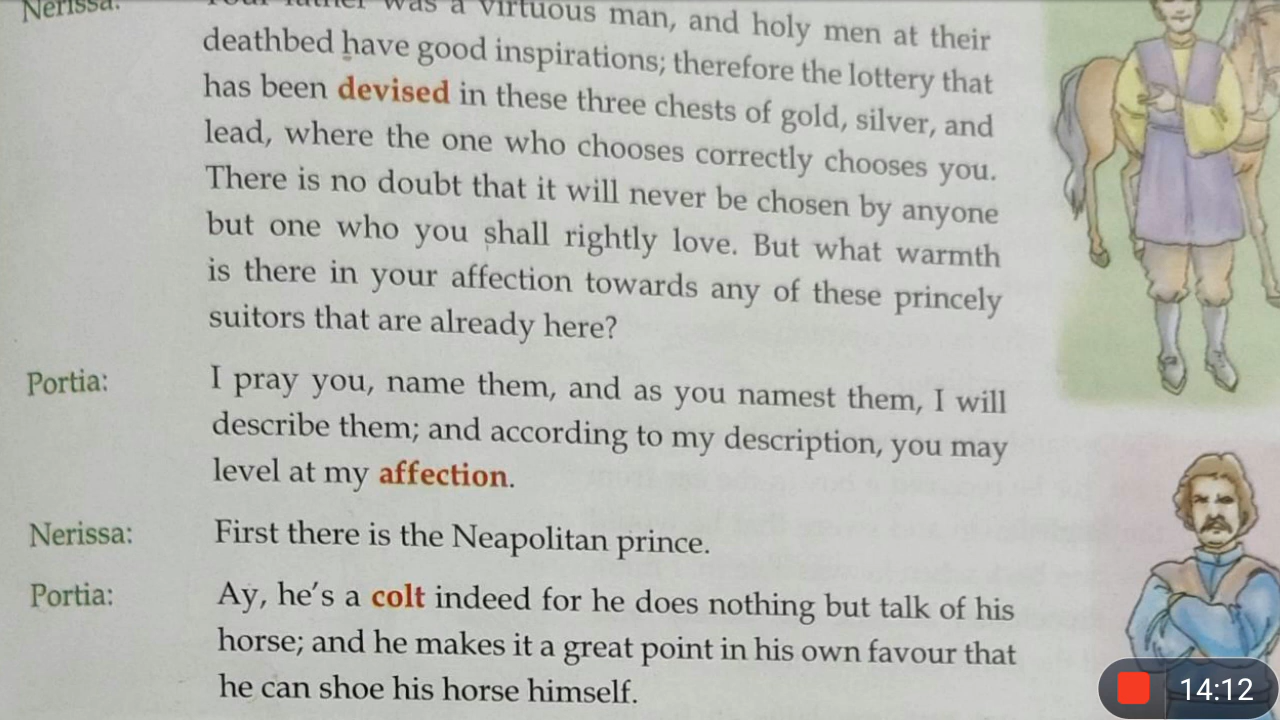 Nerissa: Your father was a virtuous man, and holy men at their
deathbed have good inspirations; therefore the lottery that
has been devised in these three chests of gold, silver, and
lead, where the one who chooses correctly chooses you.
There is no doubt that it will never be chosen by anyone
but one who you shall rightly love. But what warmth
is there in your affection towards any of these princely
suitors that are already here?
Portia: I pray you, name them, and as you namest them, I will
describe them; and according to my description, you may
level at my affection.
Nerissa: First there is the Neapolitan prince.
Portia: Ay, he's a colt indeed for he does nothing but talk of his
horse; and he makes it a great point in his own favour that
he can shoe his horse himself.
14:12